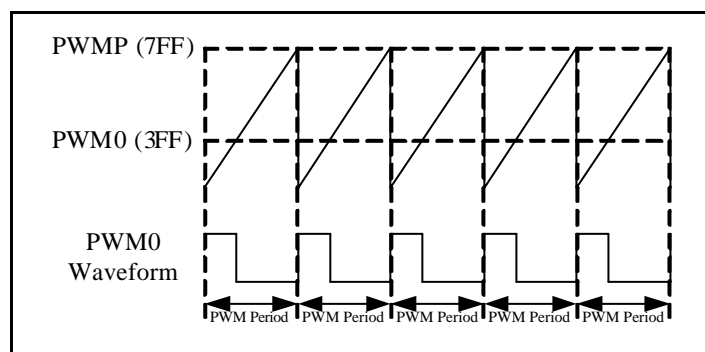 PWMP (7FF)
PWM0 (3FF)
PWM0
Waveform
PWM Period PWM Period PWM Period PWM Period PWM Period